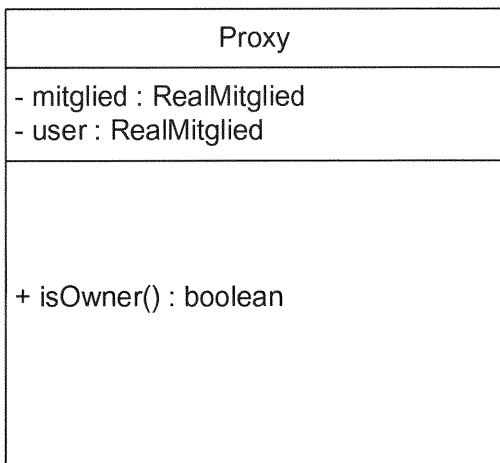 Proxy
- mitglied : RealMitglied
- user : RealMitglied
+ isOwner() : boolean